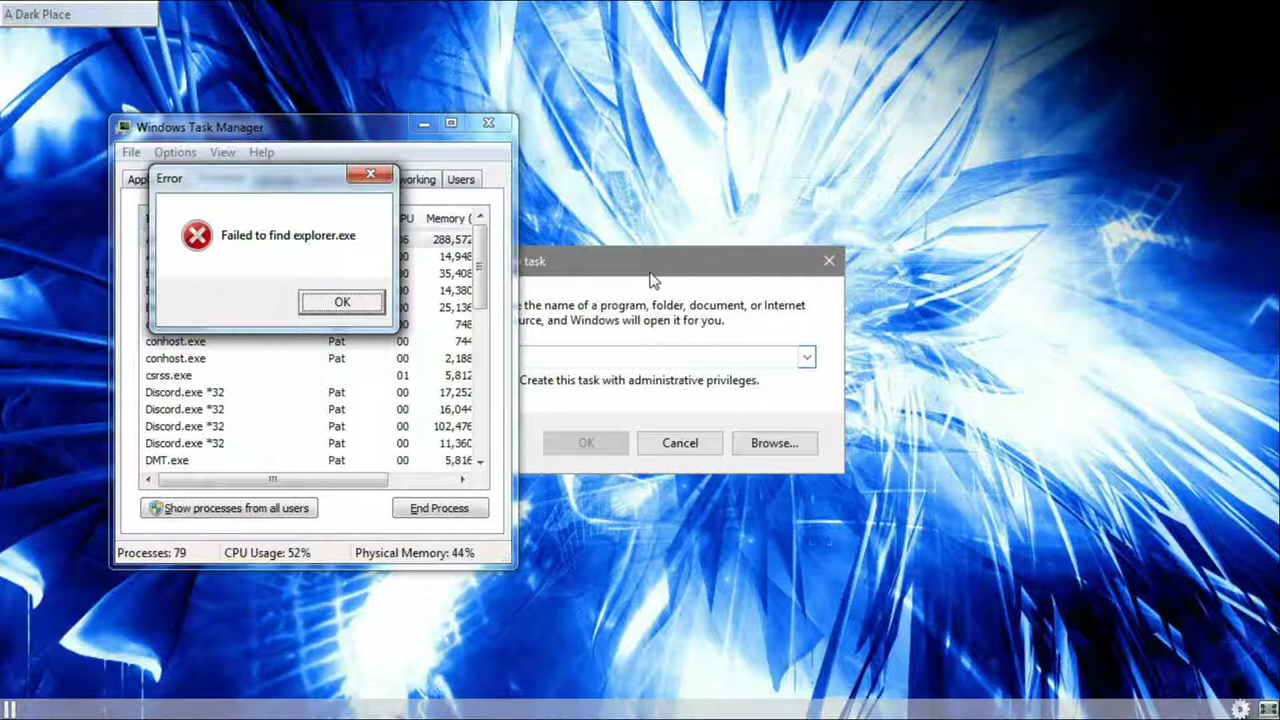 A Dark Place
Windows Task Manager
File Options View Help
Error
working Users
Failed to find explorer.exe
OK
PU Memory (
06 288,572
14,948
35,408
14,380
25,136
748
conhost.exe Pat 00 744
conhost.exe Pat 00 2,188
csrss.exe 01 5,812
Discord.exe *32 Pat 00 17,252
Discord.exe *32 Pat 00 16,044
Discord.exe *32 Pat 00 102,476
Discord.exe *32 Pat 00 11,360
DMT.exe Pat 00 5,816
Show processes from all users
End Process
Processes: 79 CPU Usage: 52% Physical Memory: 44%
task
e the name of a program, folder, document, or Internet
urce, and Windows will open it for you.
Create this task with administrative privileges.
OK Cancel Browse...